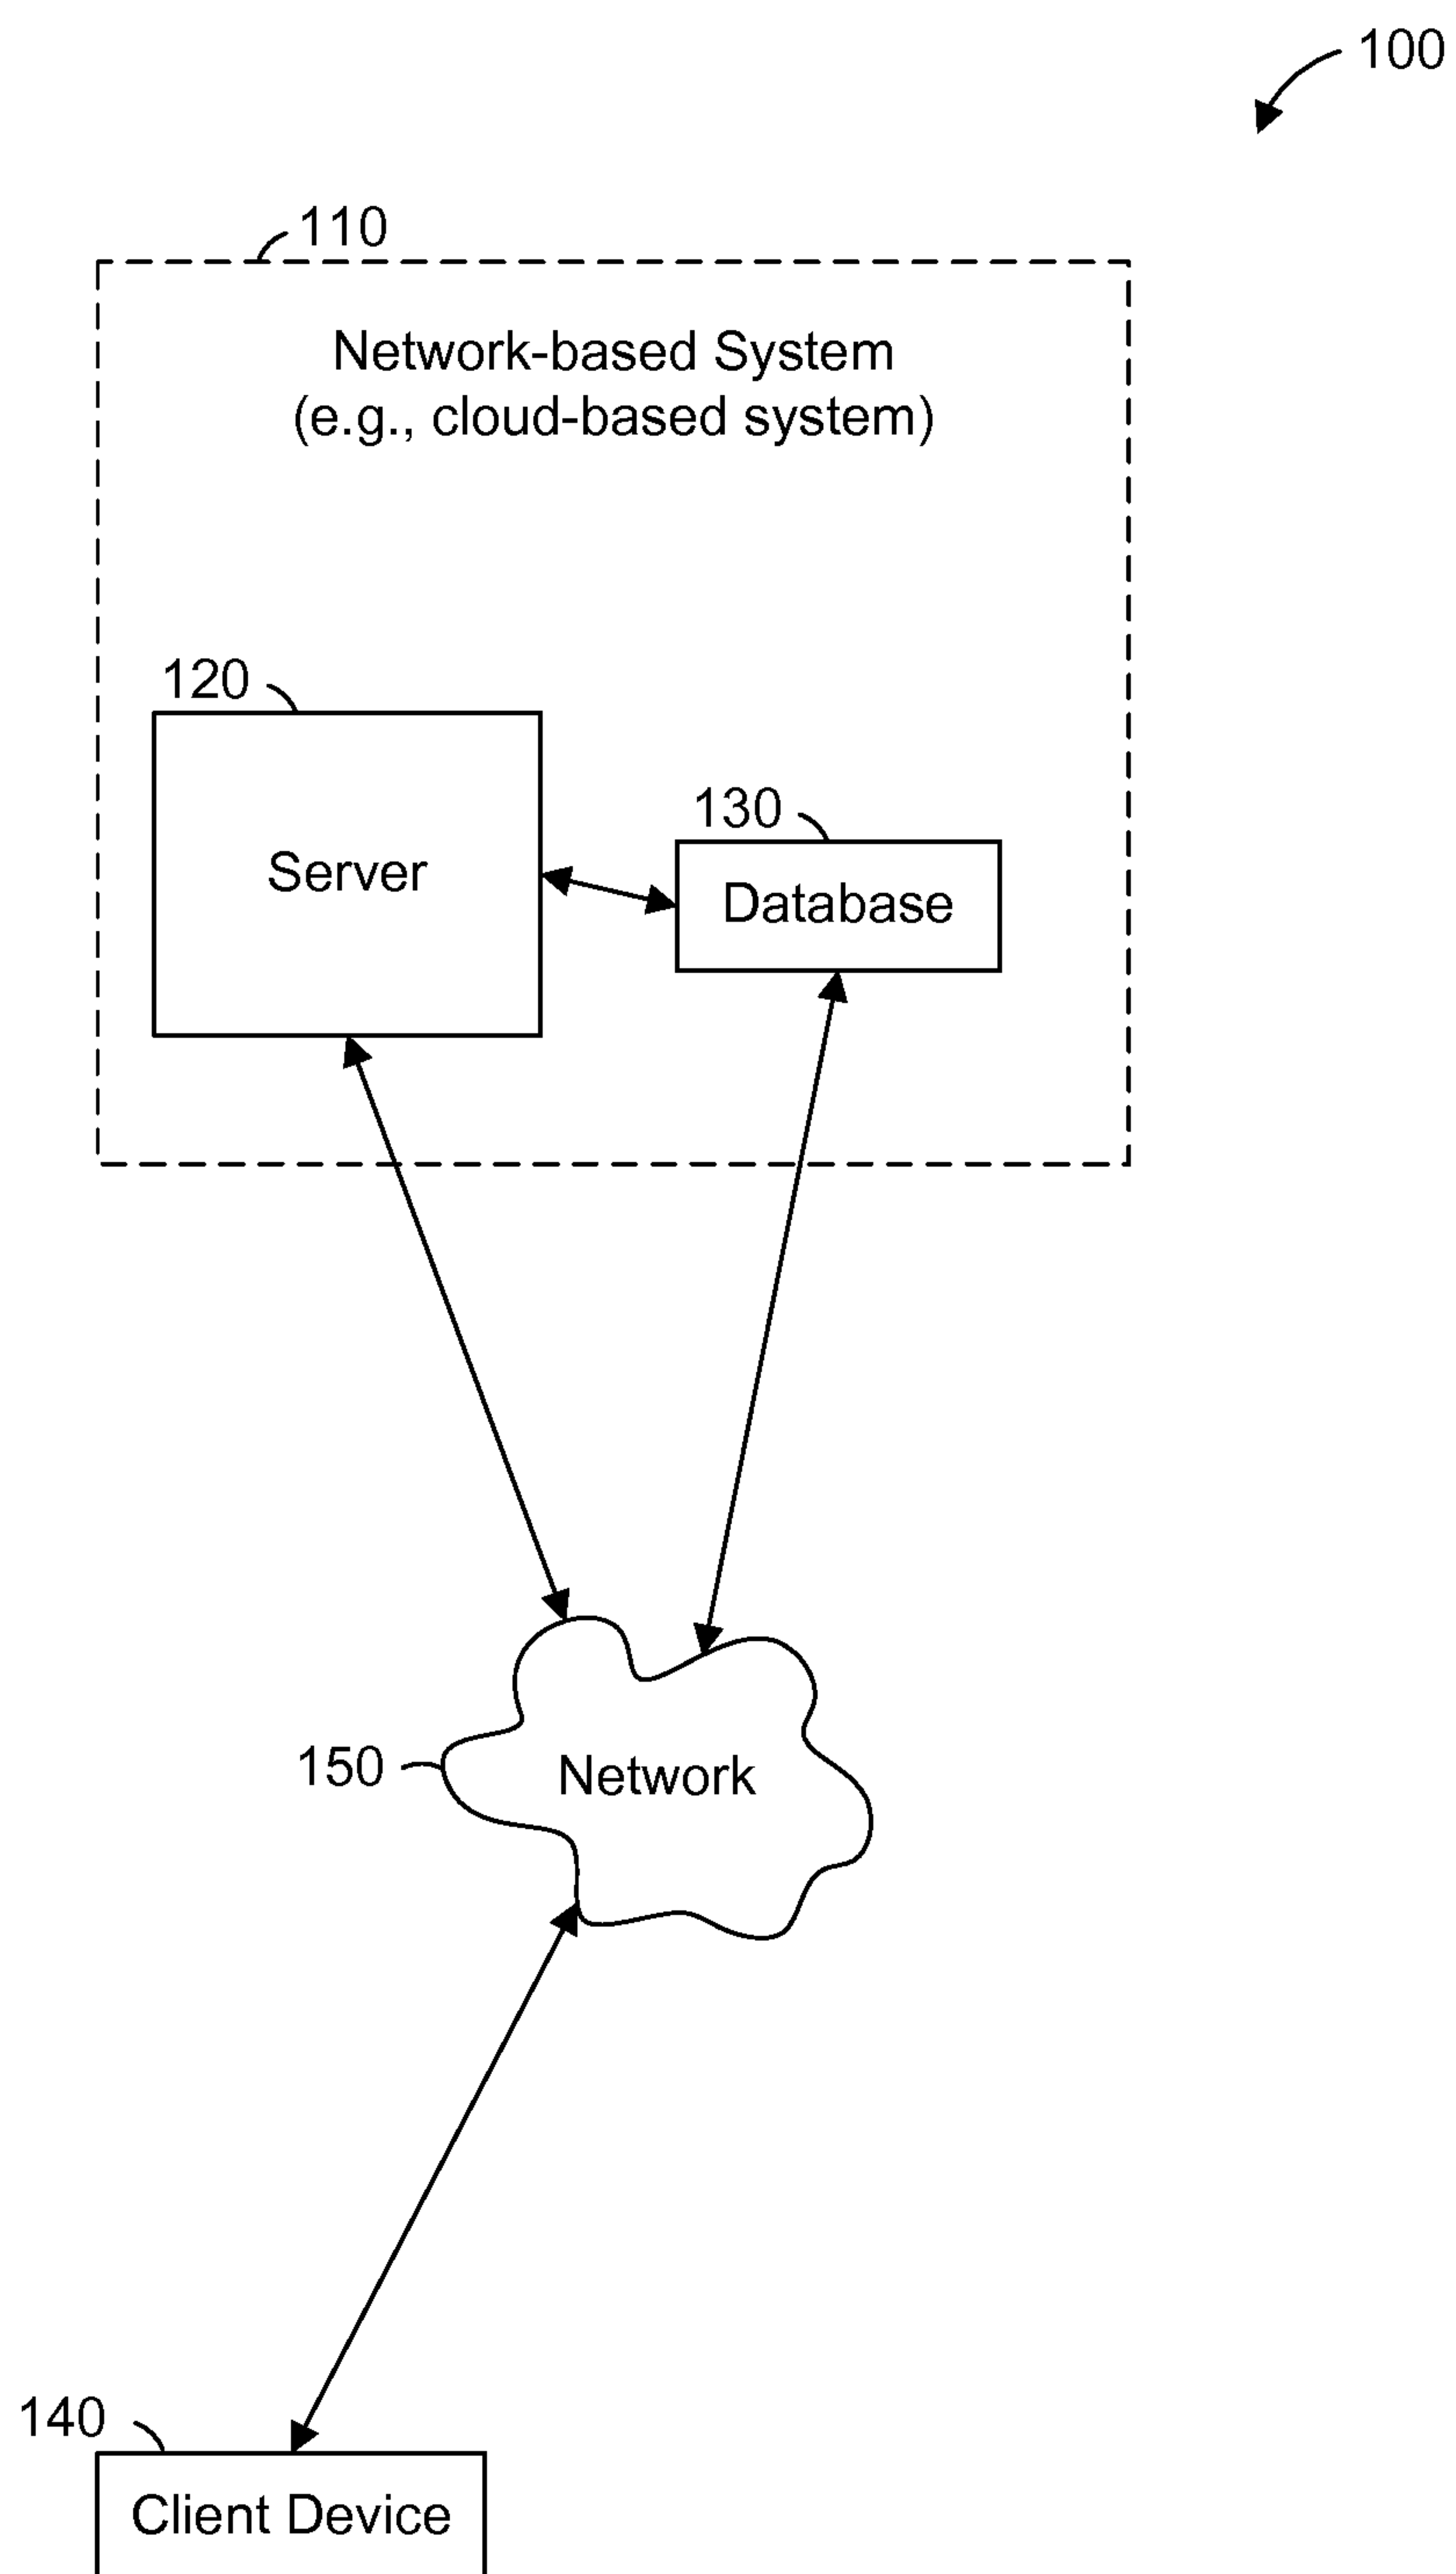 100
110
Network-based System
(e.g., cloud-based system)
120
Server
130
Database
150
Network
140
Client Device